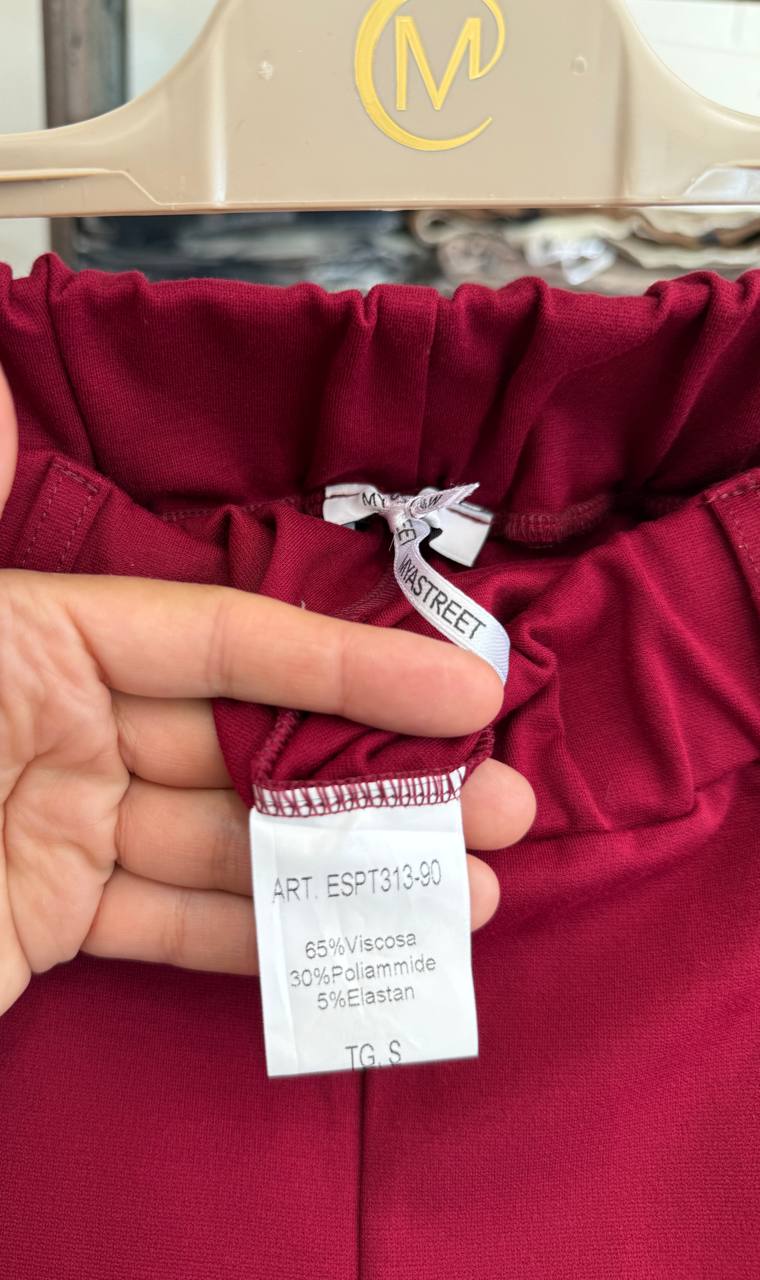 M
MYASTREET
ART. ESPT313-90
65%Viscosa
30%Poliammide
5%Elastan
TG. S